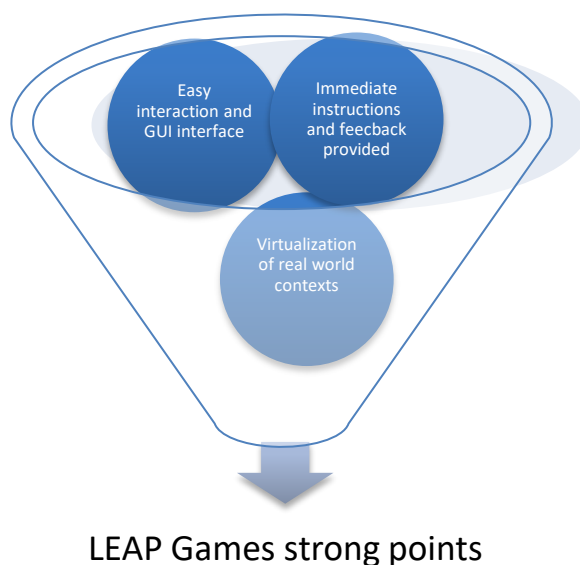 Easy
interaction and
GUI interface
Immediate
instructions
and feecback
provided
Virtualization
of real world
contexts
LEAP Games strong points